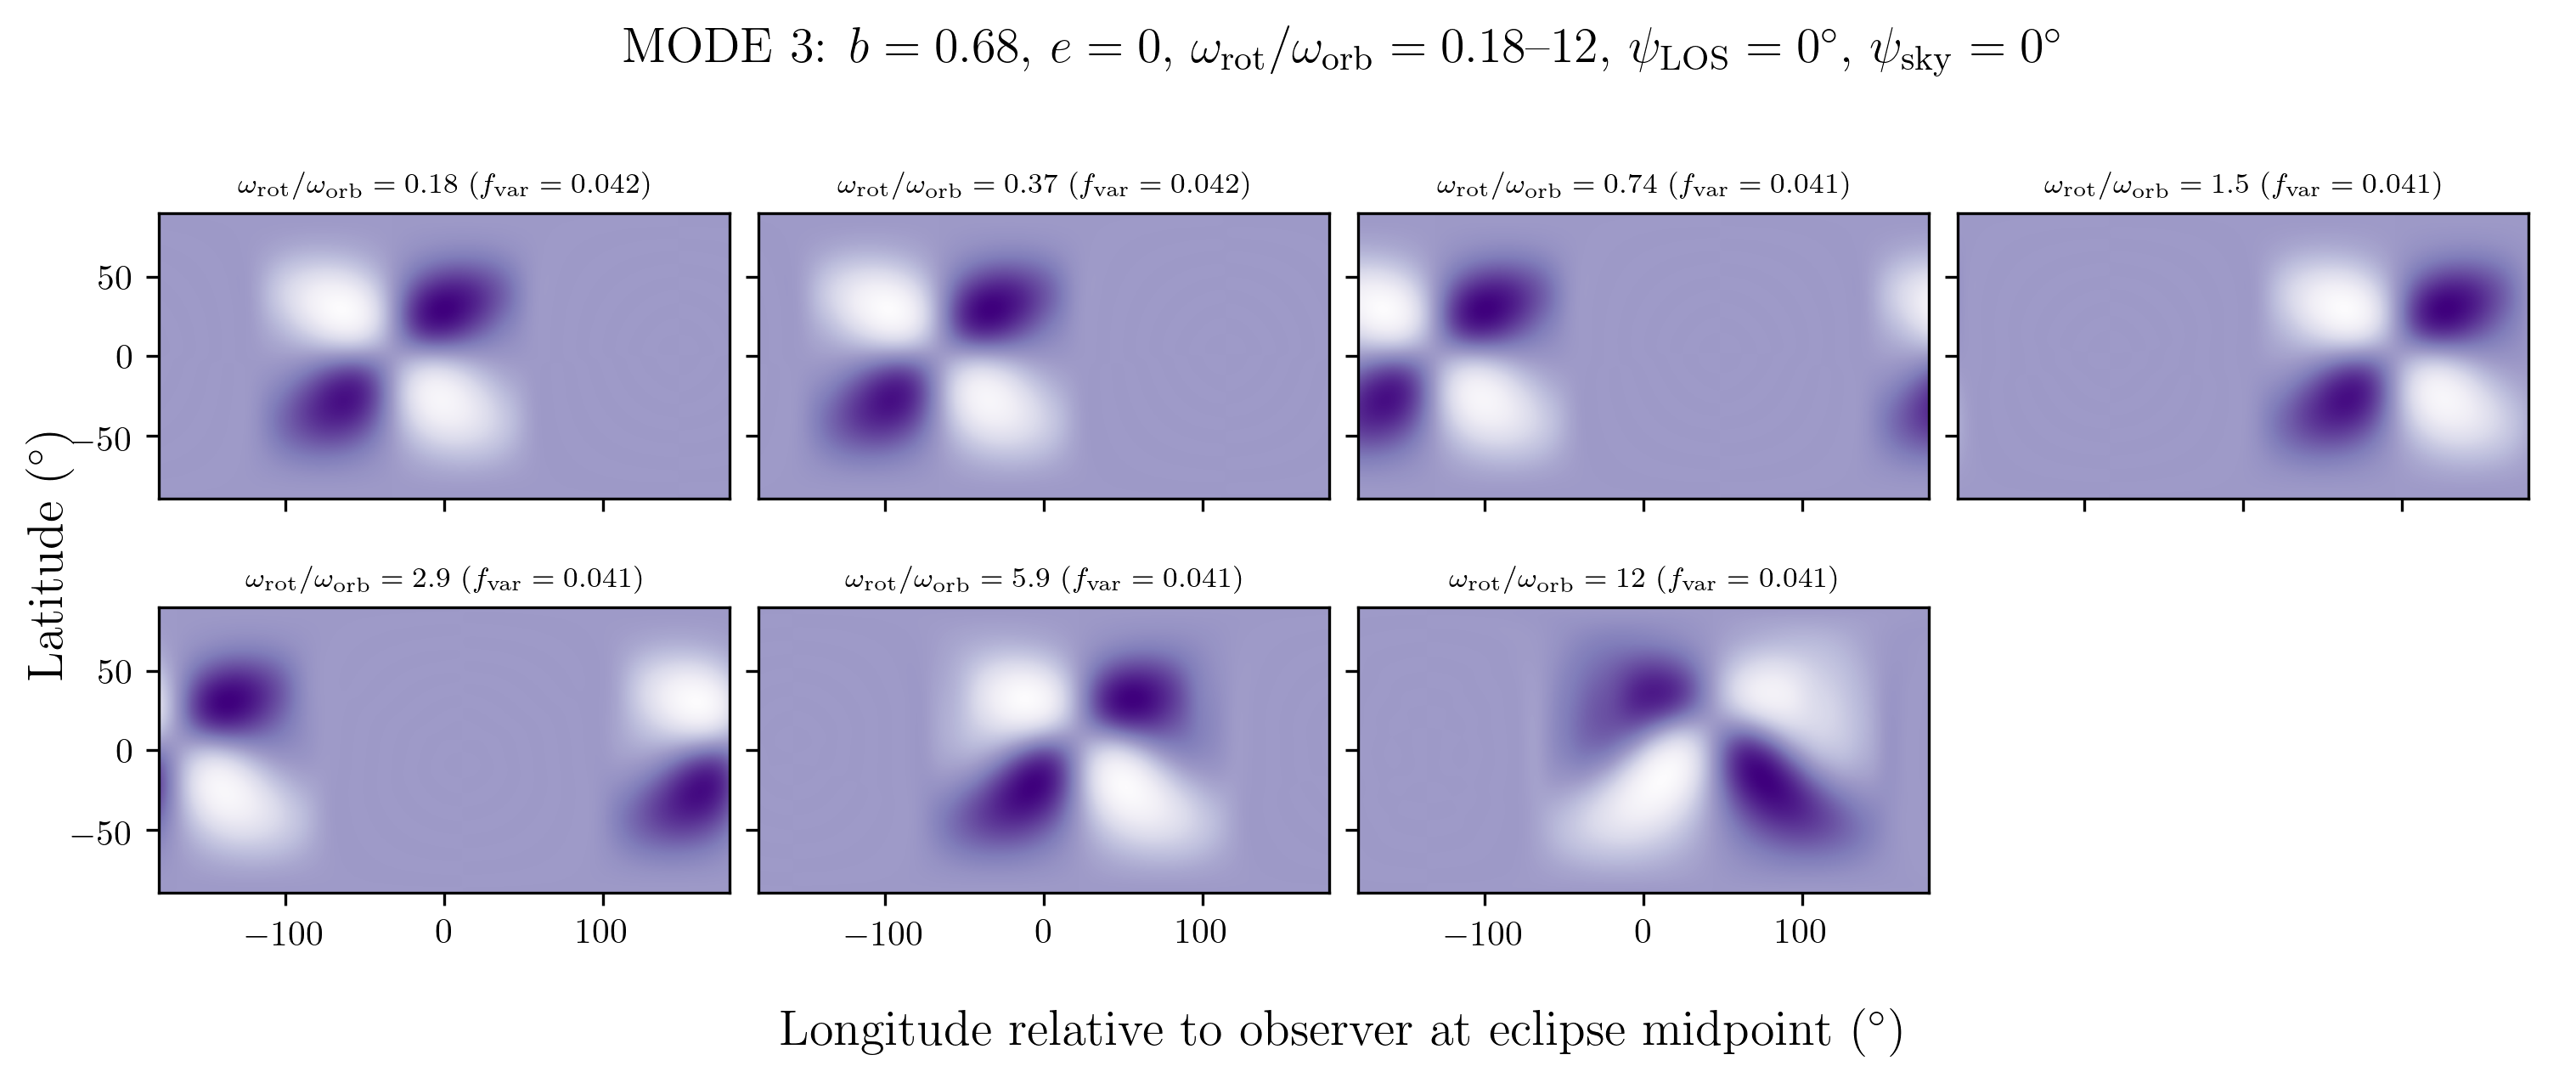 MODE 3: b = 0.68, e = 0, ω_rot/ω_orb = 0.18–12, ψ_LOS = 0°, ψ_sky = 0°
ω_rot/ω_orb = 0.18 (f_var = 0.042)
ω_rot/ω_orb = 0.37 (f_var = 0.042)
ω_rot/ω_orb = 0.74 (f_var = 0.041)
ω_rot/ω_orb = 1.5 (f_var = 0.041)
50
0
−50
Latitude (°)
ω_rot/ω_orb = 2.9 (f_var = 0.041)
ω_rot/ω_orb = 5.9 (f_var = 0.041)
ω_rot/ω_orb = 12 (f_var = 0.041)
50
0
−50
−100 0 100
−100 0 100
−100 0 100
Longitude relative to observer at eclipse midpoint (°)